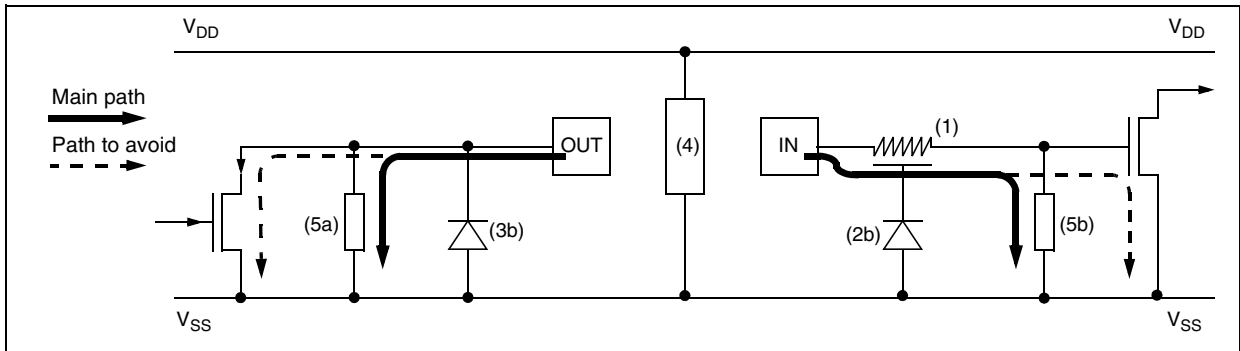 VDD VDD
Main path
Path to avoid
OUT (4) IN (1)
(5a) (3b) (2b) (5b)
VSS VSS